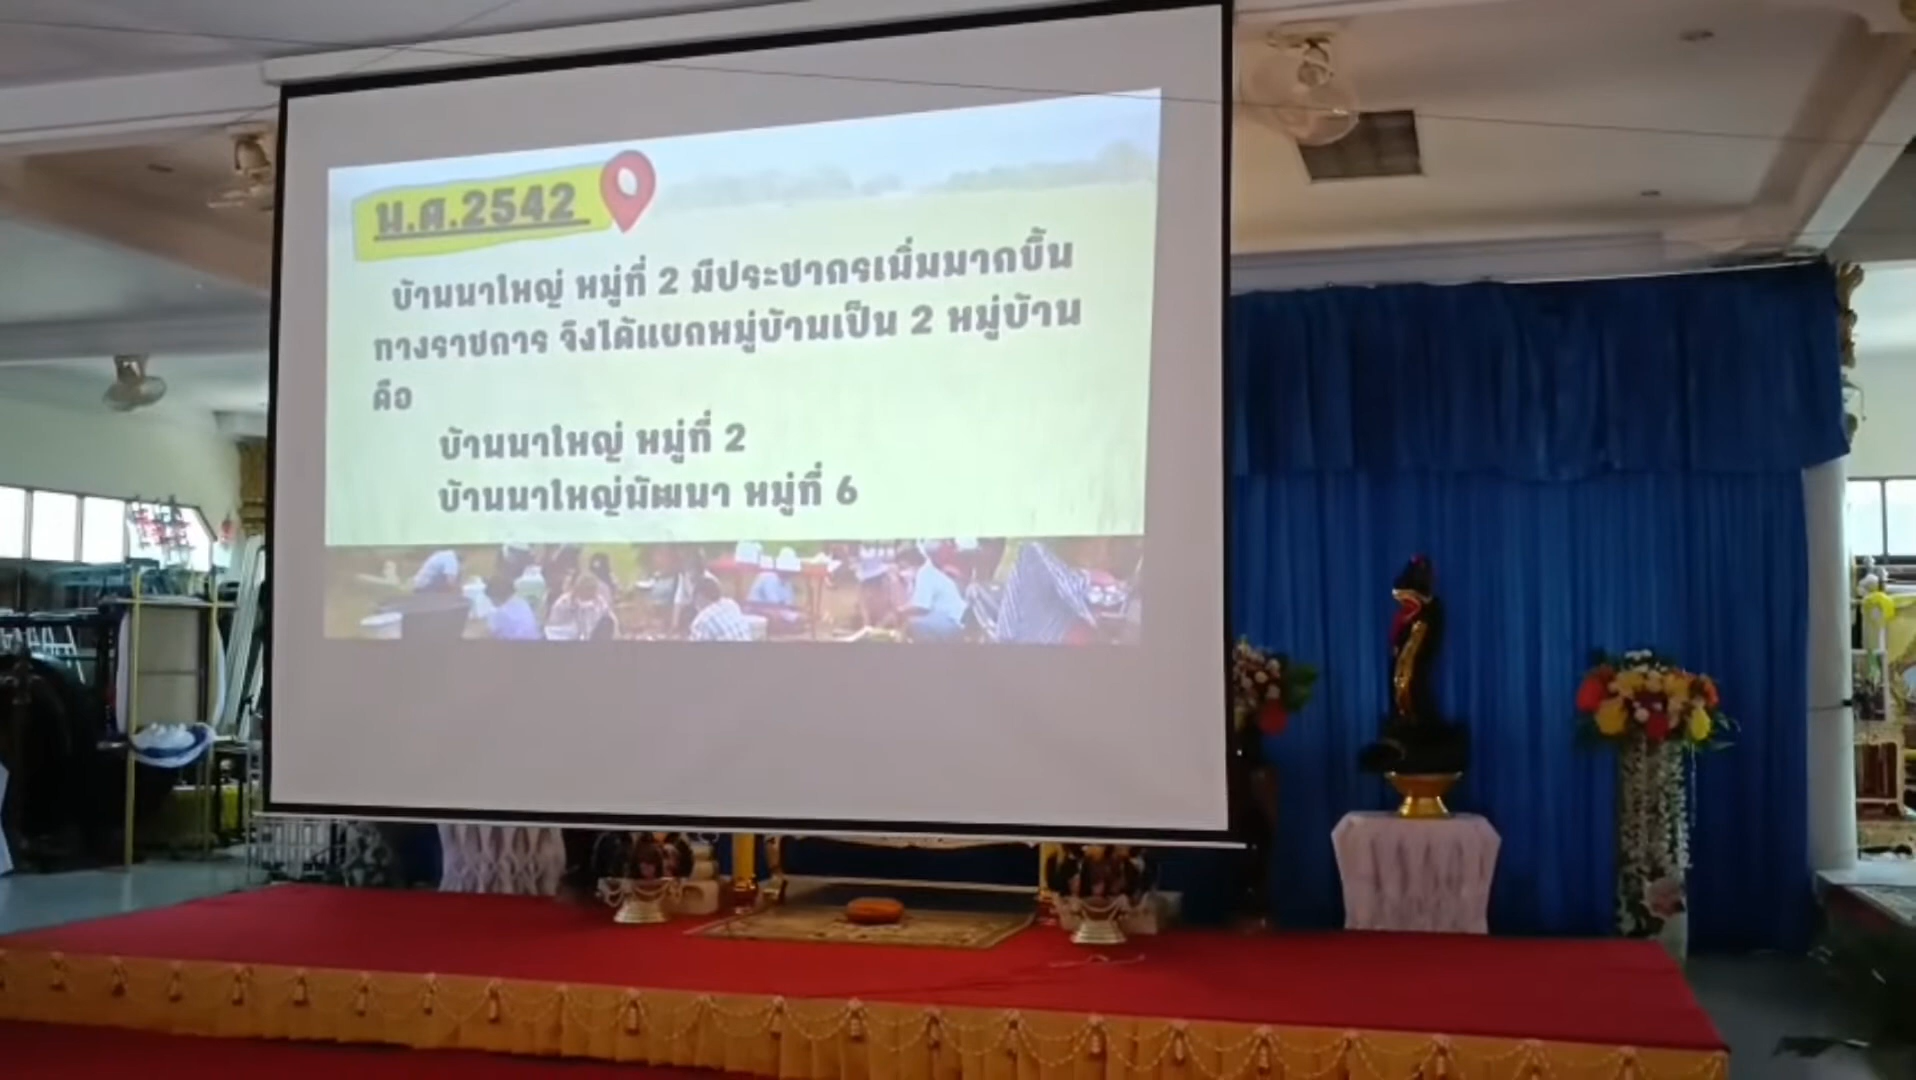 พ.ศ.2542
บ้านนาใหญ่ หมู่ที่ 2 มีประชากรเพิ่มมากขึ้น
ทางราชการ จึงได้แยกหมู่บ้านเป็น 2 หมู่บ้าน
คือ
บ้านนาใหญ่ หมู่ที่ 2
บ้านนาใหญ่พัฒนา หมู่ที่ 6